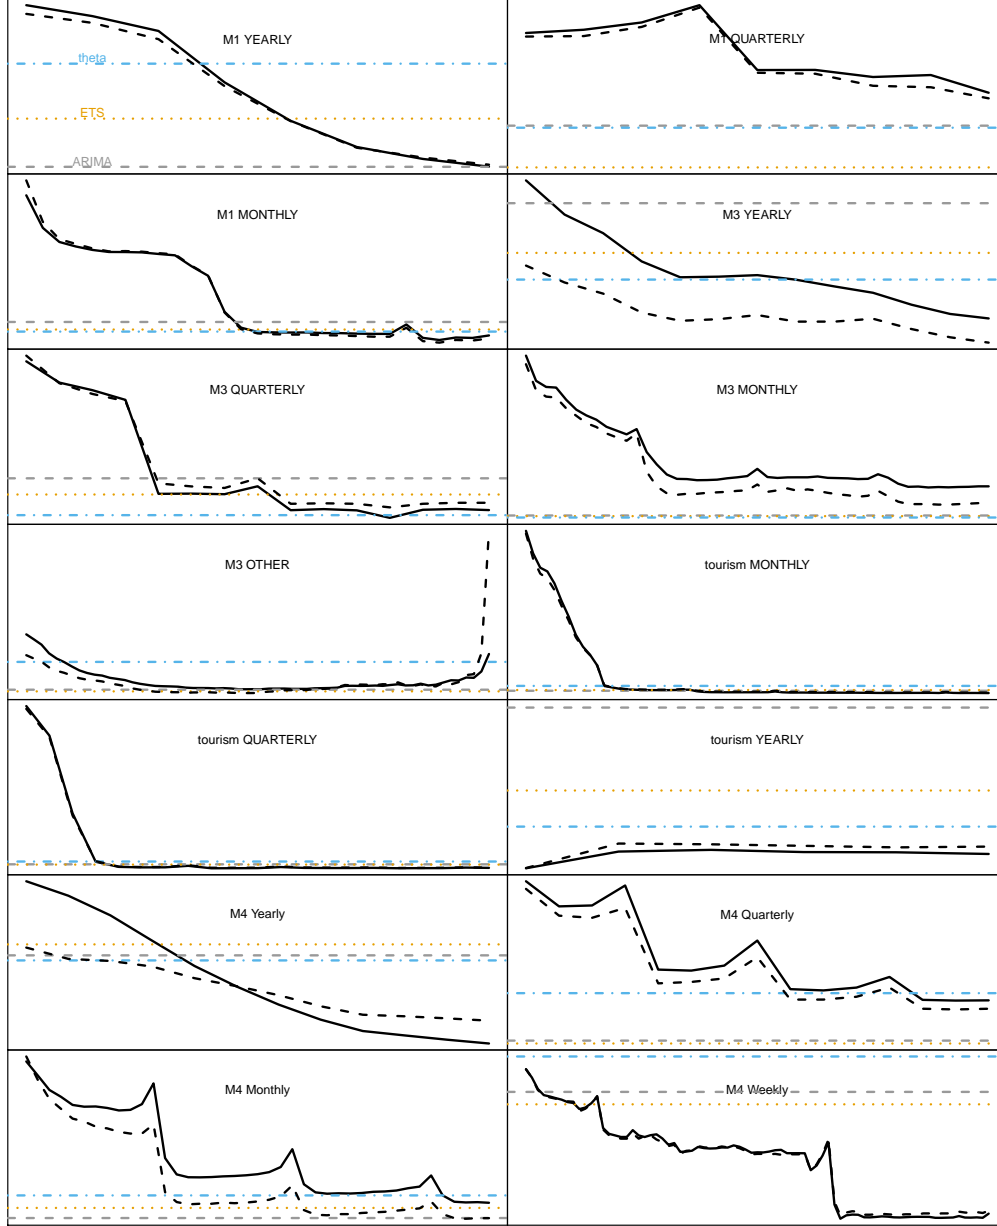 M1 YEARLY
theta
ETS
ARIMA
M1 QUARTERLY
M1 MONTHLY
M3 YEARLY
M3 QUARTERLY
M3 MONTHLY
M3 OTHER
tourism MONTHLY
tourism QUARTERLY
tourism YEARLY
M4 Yearly
M4 Quarterly
M4 Monthly
M4 Weekly